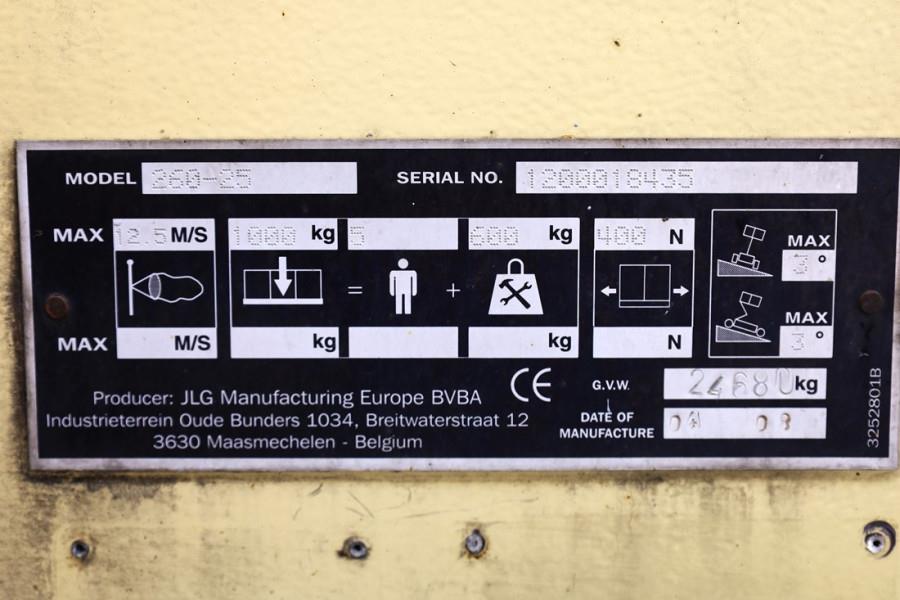 MODEL 260-25 SERIAL NO. 1200018435
MAX 12.5 M/S 1000 kg 5 600 kg 400 N MAX
3°
= +
MAX M/S kg kg N MAX
3°
CE G.V.W. kg
Producer: JLG Manufacturing Europe BVBA
DATE OF
MANUFACTURE
Industrieterrein Oude Bunders 1034, Breitwaterstraat 12
3630 Maasmechelen - Belgium
3252801B